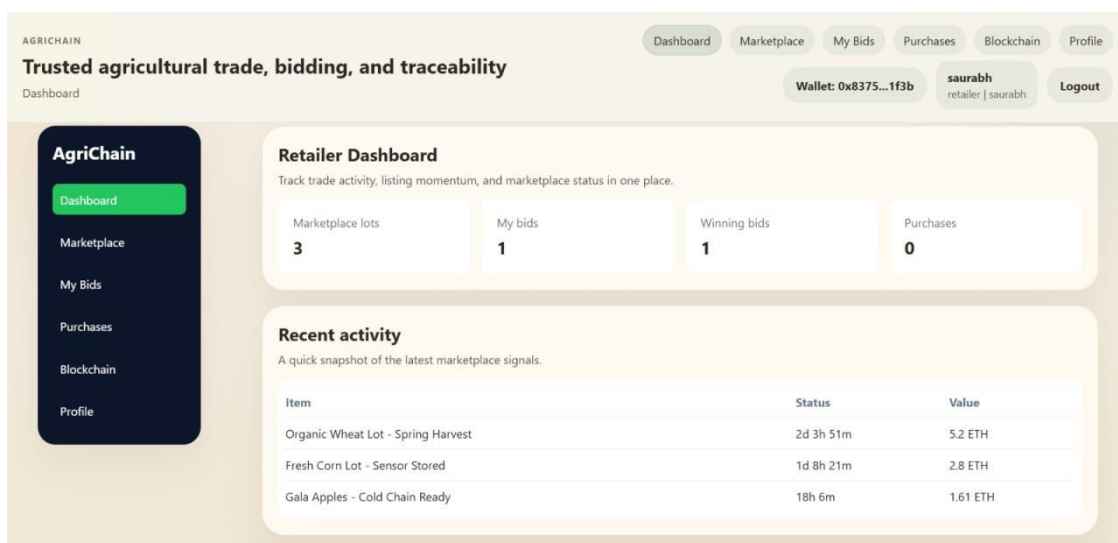 AGRICHAIN
Trusted agricultural trade, bidding, and traceability
Dashboard
Dashboard Marketplace My Bids Purchases Blockchain Profile
Wallet: 0x8375...1f3b
saurabh
retailer | saurabh
Logout
AgriChain
Dashboard
Marketplace
My Bids
Purchases
Blockchain
Profile
Retailer Dashboard
Track trade activity, listing momentum, and marketplace status in one place.
Marketplace lots My bids Winning bids Purchases
3 1 1 0
Recent activity
A quick snapshot of the latest marketplace signals.
Item Status Value
Organic Wheat Lot - Spring Harvest 2d 3h 51m 5.2 ETH
Fresh Corn Lot - Sensor Stored 1d 8h 21m 2.8 ETH
Gala Apples - Cold Chain Ready 18h 6m 1.61 ETH